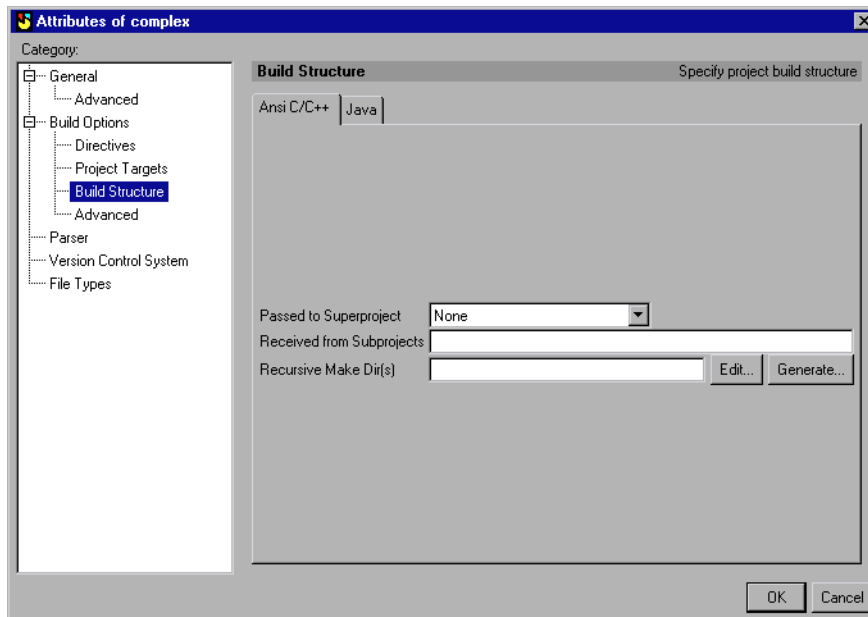 Attributes of complex
Category:
General
Advanced
Build Options
Directives
Project Targets
Build Structure
Advanced
Parser
Version Control System
File Types
Build Structure Specify project build structure
Ansi C/C++ Java
Passed to Superproject None
Received from Subprojects
Recursive Make Dir(s) Edit... Generate...
OK Cancel